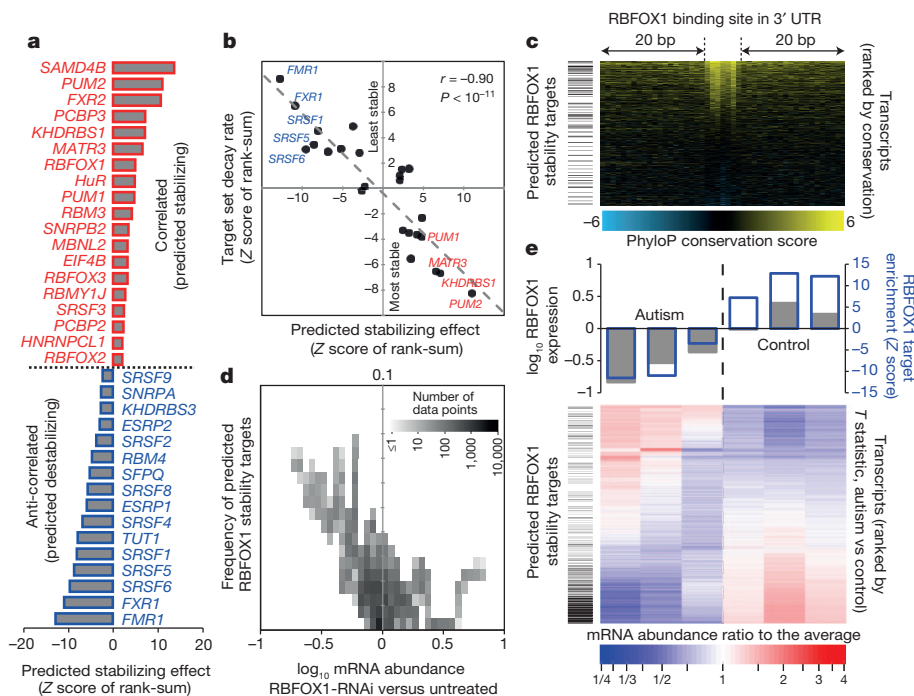 a
SAMD4B
PUM2
FXR2
PCBP3
KHDRBS1
MATR3
RBFOX1
HuR
PUM1
RBM3
SNRPB2
MBNL2
EIF4B
RBFOX3
RBMY1J
SRSF3
PCBP2
HNRNPCL1
RBFOX2
Correlated
(predicted stabilizing)
SRSF9
SNRPA
KHDRBS3
ESRP2
SRSF2
RBM4
SFPQ
SRSF8
ESRP1
SRSF4
TUT1
SRSF1
SRSF5
SRSF6
FXR1
FMR1
Anti-correlated
(predicted destabilizing)
−20 −10 0 10 20
Predicted stabilizing effect
(Z score of rank-sum)
b
Target set decay rate
(Z score of rank-sum)
8
6
4
2
−2
−4
−6
−8
−10 −5 5 10
FMR1
FXR1
SRSF1
SRSF5
SRSF6
r = −0.90
P < 10⁻¹¹
Least stable
Most stable
PUM1
MATR3
KHDRBS1
PUM2
Predicted stabilizing effect
(Z score of rank-sum)
c
RBFOX1 binding site in 3′ UTR
20 bp 20 bp
Predicted RBFOX1
stability targets
Transcripts
(ranked by
conservation)
−6 6
PhyloP conservation score
d
0.1
Number of
data points
≤1
10
100
1,000
10,000
Frequency of predicted
RBFOX1 stability targets
−1 −0.5 0 0.5 1
log₁₀ mRNA abundance
RBFOX1-RNAi versus untreated
e
log₁₀ RBFOX1
expression
1.0
0.5
0
−0.5
−1
Autism
Control
15
10
5
0
−5
−10
−15
RBFOX1 target
enrichment (Z score)
Predicted RBFOX1
stability targets
Transcripts (ranked by
T statistic, autism vs control)
mRNA abundance ratio to the average
1/4 1/3 1/2 1 2 3 4